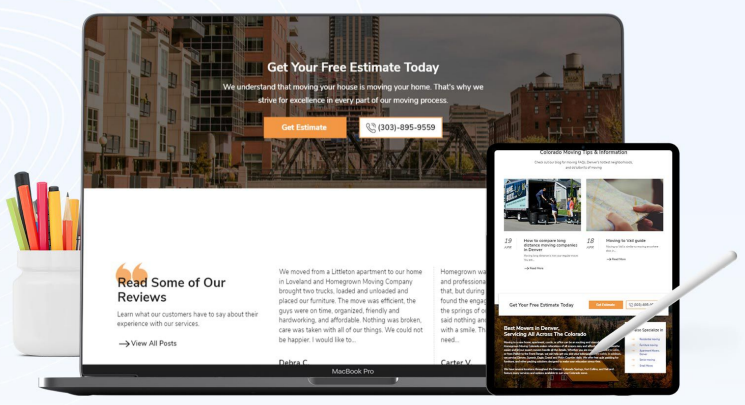 Get Your Free Estimate Today
We understand that moving your house is moving your home. That's why we
strive for excellence in every part of our moving process.
Get Estimate
(303)-895-9559
Read Some of Our
Reviews
Learn what our customers have to say about their
experience with our services.
View All Posts
We moved from a Littleton apartment to our home
in Loveland and Homegrown Moving Company
brought two trucks, loaded and unloaded and
placed our furniture. The move was efficient, the
guys were on time, organized, friendly and
hardworking, and affordable. Nothing was broken,
care was taken with all of our things. We could not
be happier. I would like to...
Debra C
Homegrown wa
and professiona
that, but during
found the engag
the springs of o
said nothing and
with a smile. Th
need...
Carter V.
MacBook Pro
Colorado Moving Tips & Information
19
How to compare long
distance moving companies
in Denver
Read More
18
Moving to Vail guide
Read More
Get Your Free Estimate Today
Get Estimate
Best Movers in Denver,
Servicing All Across The Colorado